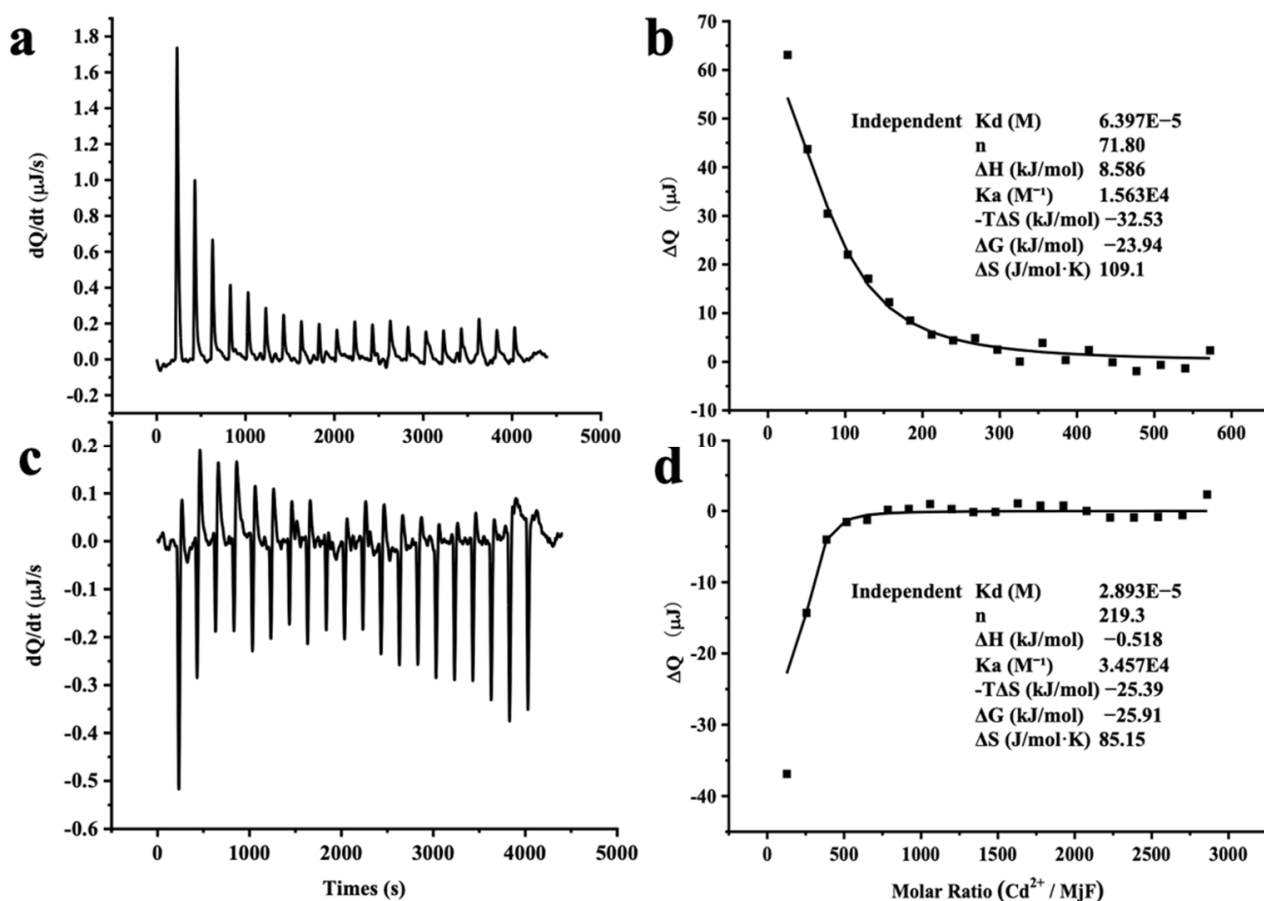 a
1.8
1.6
1.4
1.2
1.0
0.8
0.6
0.4
0.2
0.0
-0.2
dQ/dt (μJ/s)
0 1000 2000 3000 4000 5000
b
70
60
50
40
30
20
10
0
-10
ΔQ （μJ）
Independent Kd (M) 6.397E−5
n 71.80
ΔH (kJ/mol) 8.586
Ka (M⁻¹) 1.563E4
-TΔS (kJ/mol) −32.53
ΔG (kJ/mol) −23.94
ΔS (J/mol·K) 109.1
0 100 200 300 400 500 600
c
0.2
0.1
0.0
-0.1
-0.2
-0.3
-0.4
-0.5
-0.6
dQ/dt (μJ/s
0 1000 2000 3000 4000 5000
Times (s)
d
10
0
-10
-20
-30
-40
ΔQ （μJ）
Independent Kd (M) 2.893E−5
n 219.3
ΔH (kJ/mol) −0.518
Ka (M⁻¹) 3.457E4
-TΔS (kJ/mol) −25.39
ΔG (kJ/mol) −25.91
ΔS (J/mol·K) 85.15
0 500 1000 1500 2000 2500 3000
Molar Ratio (Cd²⁺ / MjF)